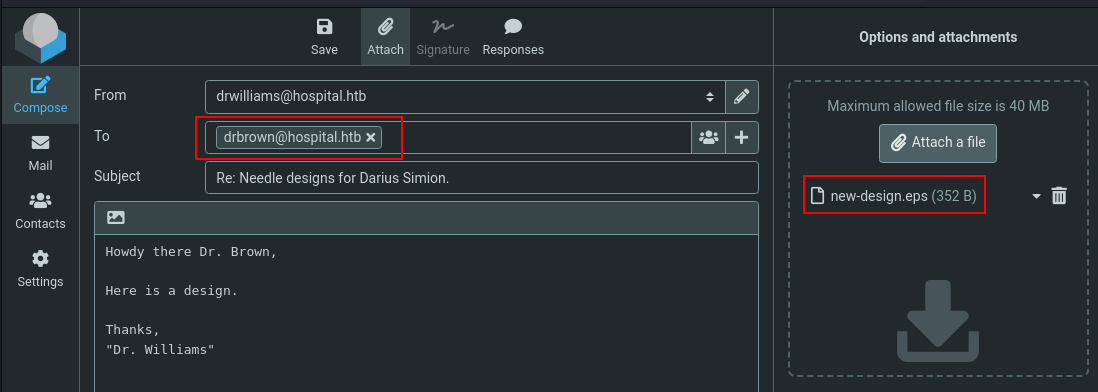 Save
Attach
Signature
Responses
Options and attachments
Compose
Mail
Contacts
Settings
From
drwilliams@hospital.htb
To
drbrown@hospital.htb
Subject
Re: Needle designs for Darius Simion.
Howdy there Dr. Brown,
Here is a design.
Thanks,
"Dr. Williams"
Maximum allowed file size is 40 MB
Attach a file
new-design.eps (352 B)